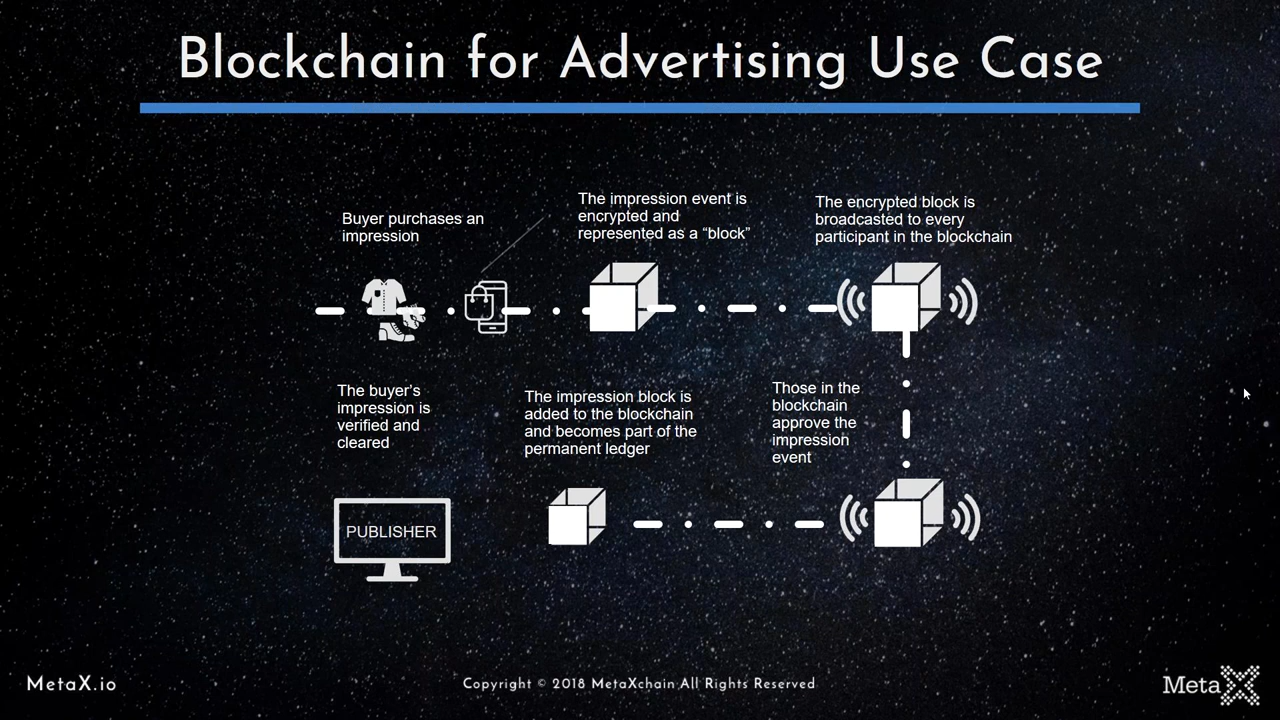 Blockchain for Advertising Use Case
Buyer purchases an
impression
The impression event is
encrypted and
represented as a “block”
The encrypted block is
broadcasted to every
participant in the blockchain
The buyer's
impression is
verified and
cleared
The impression block is
added to the blockchain
and becomes part of the
permanent ledger
Those in the
blockchain
approve the
impression
event
PUBLISHER
MetaX.io
Copyright © 2018 MetaXchain All Rights Reserved
MetaX